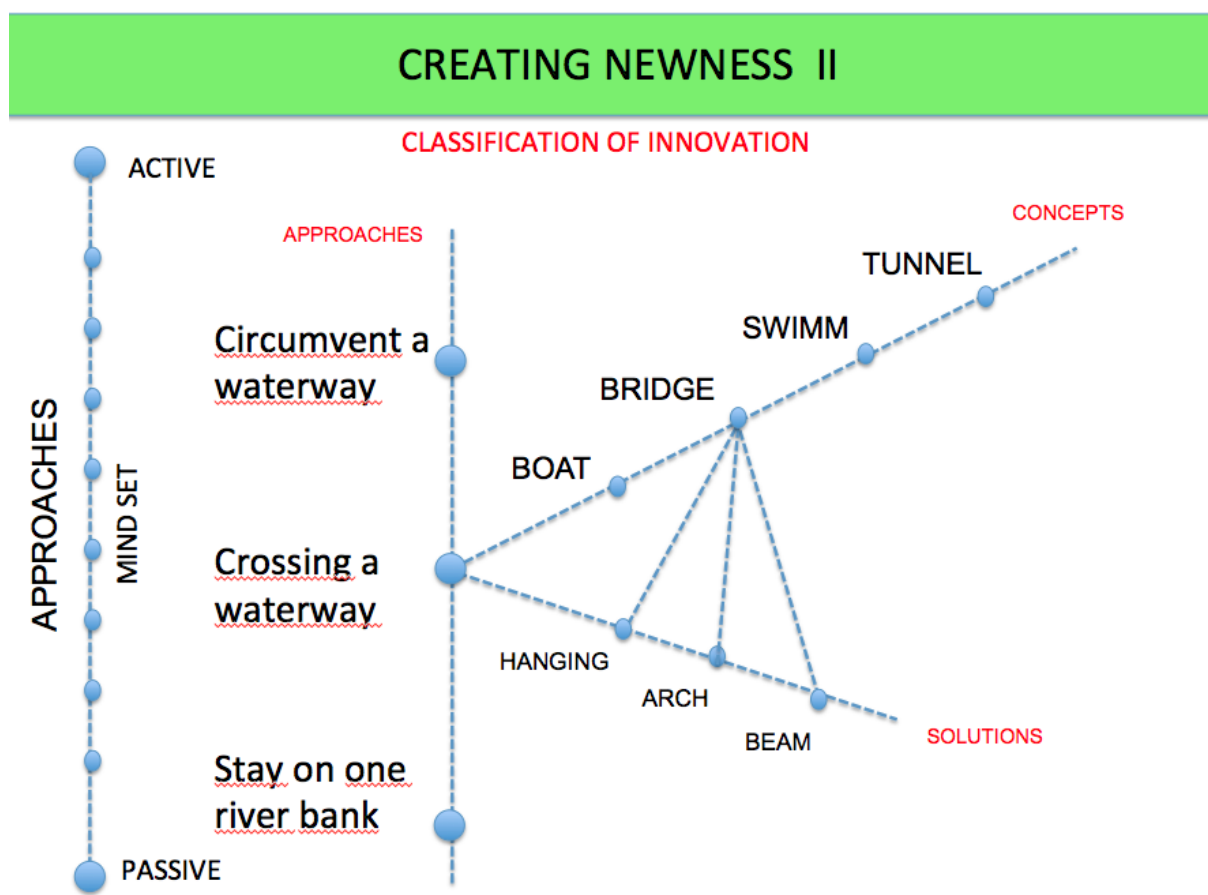 CREATING NEWNESS II
CLASSIFICATION OF INNOVATION
ACTIVE
APPROACHES
CONCEPTS
TUNNEL
SWIMM
Circumvent a
waterway
BRIDGE
BOAT
APPROACHES
MIND SET
Crossing a
waterway
HANGING
ARCH
BEAM
SOLUTIONS
Stay on one
river bank
PASSIVE